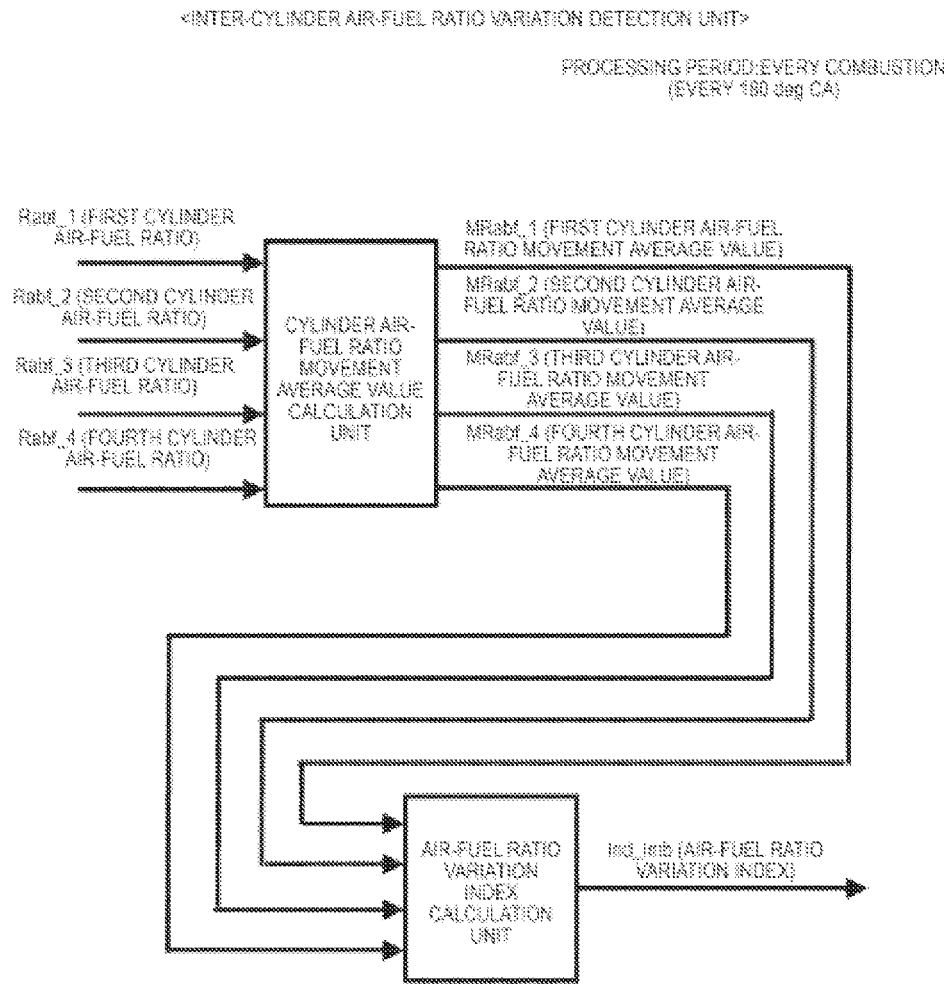 <INTER-CYLINDER AIR-FUEL RATIO VARIATION DETECTION UNIT>
PROCESSING PERIOD:EVERY COMBUSTION
(EVERY 180 deg CA)
Rabf_1 (FIRST CYLINDER
AIR-FUEL RATIO)
Rabf_2 (SECOND CYLINDER
AIR-FUEL RATIO)
Rabf_3 (THIRD CYLINDER
AIR-FUEL RATIO)
Rabf_4 (FOURTH CYLINDER
AIR-FUEL RATIO)
CYLINDER AIR-
FUEL RATIO
MOVEMENT
AVERAGE VALUE
CALCULATION
UNIT
MRabf_1 (FIRST CYLINDER AIR-FUEL
RATIO MOVEMENT AVERAGE VALUE)
MRabf_2 (SECOND CYLINDER AIR-
FUEL RATIO MOVEMENT AVERAGE
VALUE)
MRabf_3 (THIRD CYLINDER AIR-
FUEL RATIO MOVEMENT
AVERAGE VALUE)
MRabf_4 (FOURTH CYLINDER AIR-
FUEL RATIO MOVEMENT
AVERAGE VALUE)
AIR-FUEL RATIO
VARIATION
INDEX
CALCULATION
UNIT
Ind_imb (AIR-FUEL RATIO
VARIATION INDEX)